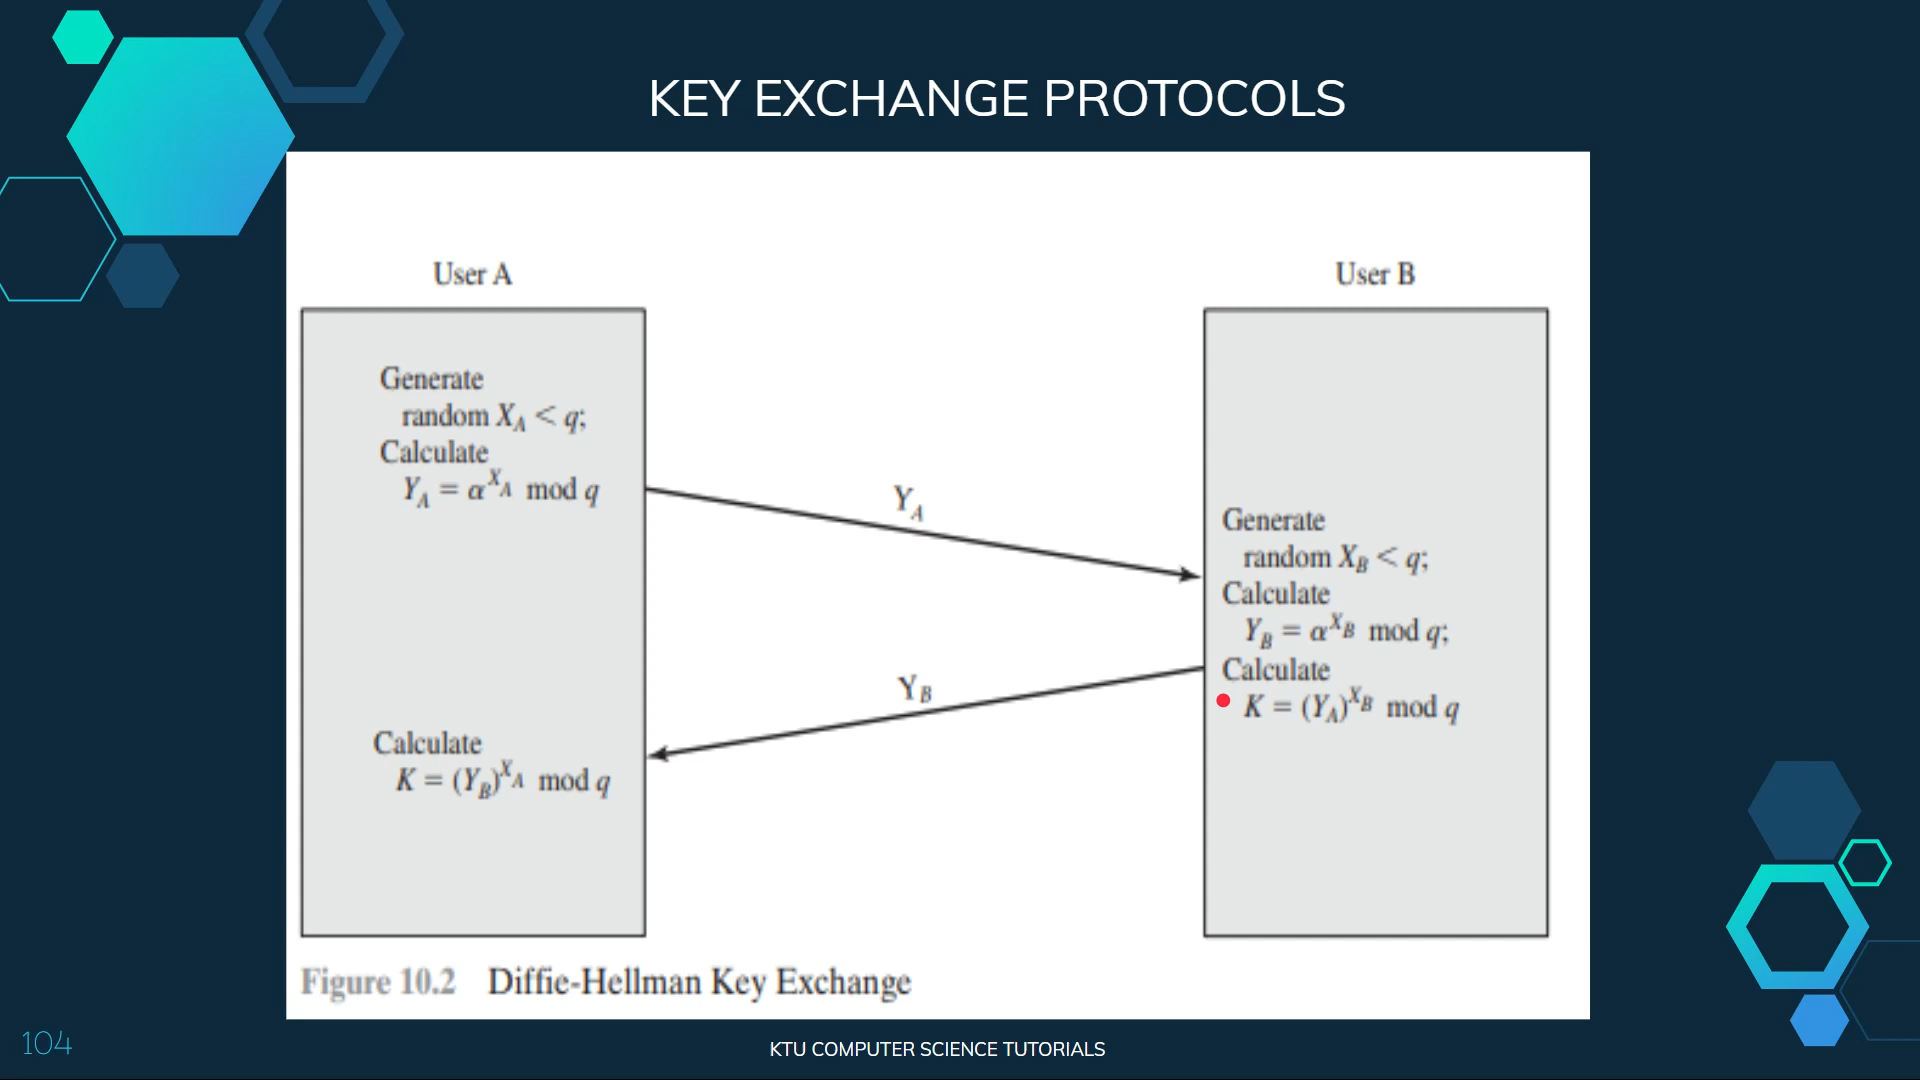 KEY EXCHANGE PROTOCOLS
User A
User B
Generate
random X_A < q;
Calculate
Y_A = α^{X_A} mod q
Y_A
Generate
random X_B < q;
Calculate
Y_B = α^{X_B} mod q;
Calculate
K = (Y_A)^{X_B} mod q
Y_B
Calculate
K = (Y_B)^{X_A} mod q
Figure 10.2 Diffie-Hellman Key Exchange
104
KTU COMPUTER SCIENCE TUTORIALS